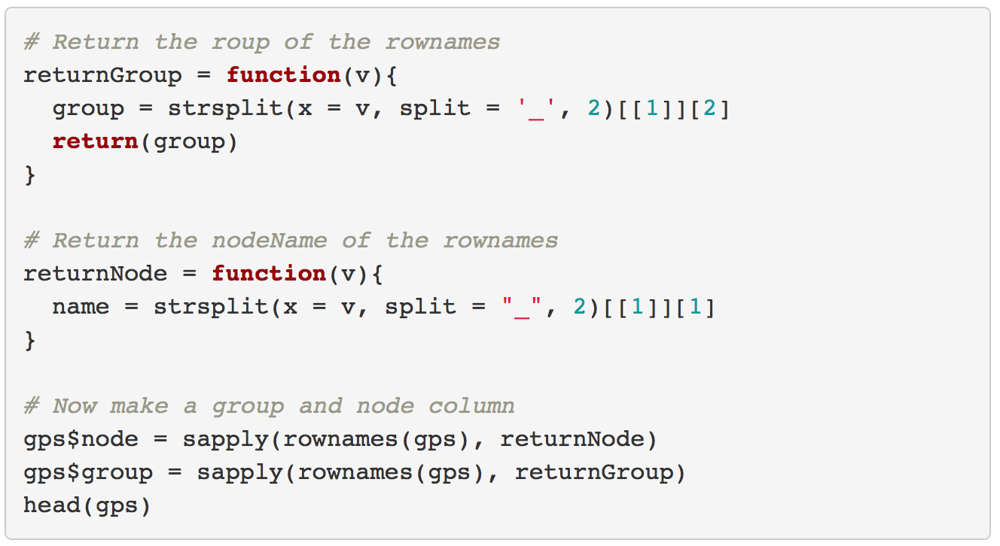 # Return the roup of the rownames
returnGroup = function(v){
  group = strsplit(x = v, split = '_', 2)[[1]][2]
  return(group)
}

# Return the nodeName of the rownames
returnNode = function(v){
  name = strsplit(x = v, split = "_", 2)[[1]][1]
}

# Now make a group and node column
gps$node = sapply(rownames(gps), returnNode)
gps$group = sapply(rownames(gps), returnGroup)
head(gps)